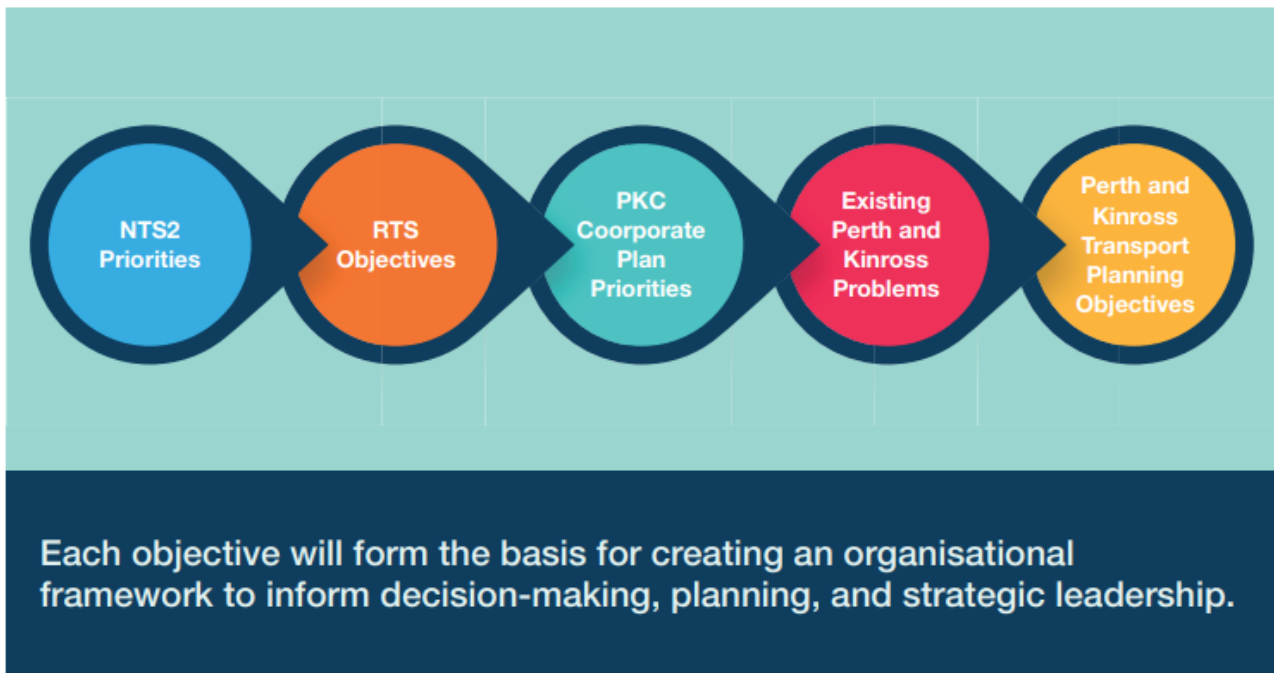 NTS2
Priorities
RTS
Objectives
PKC
Coorporate
Plan
Priorities
Existing
Perth and
Kinross
Problems
Perth and
Kinross
Transport
Planning
Objectives
Each objective will form the basis for creating an organisational
framework to inform decision-making, planning, and strategic leadership.